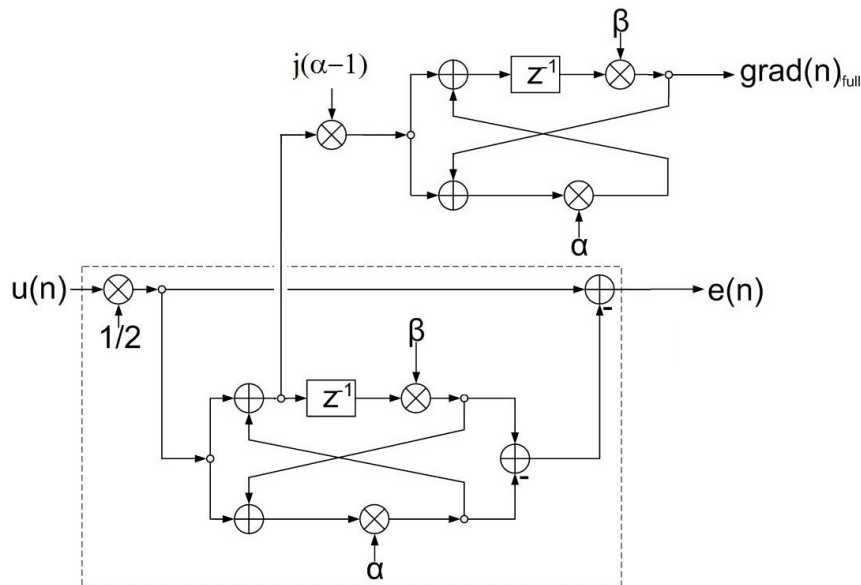 β
j(α−1)
z⁻¹
grad(n)full
α
u(n)
e(n)
1/2
-
β
z⁻¹
-
α